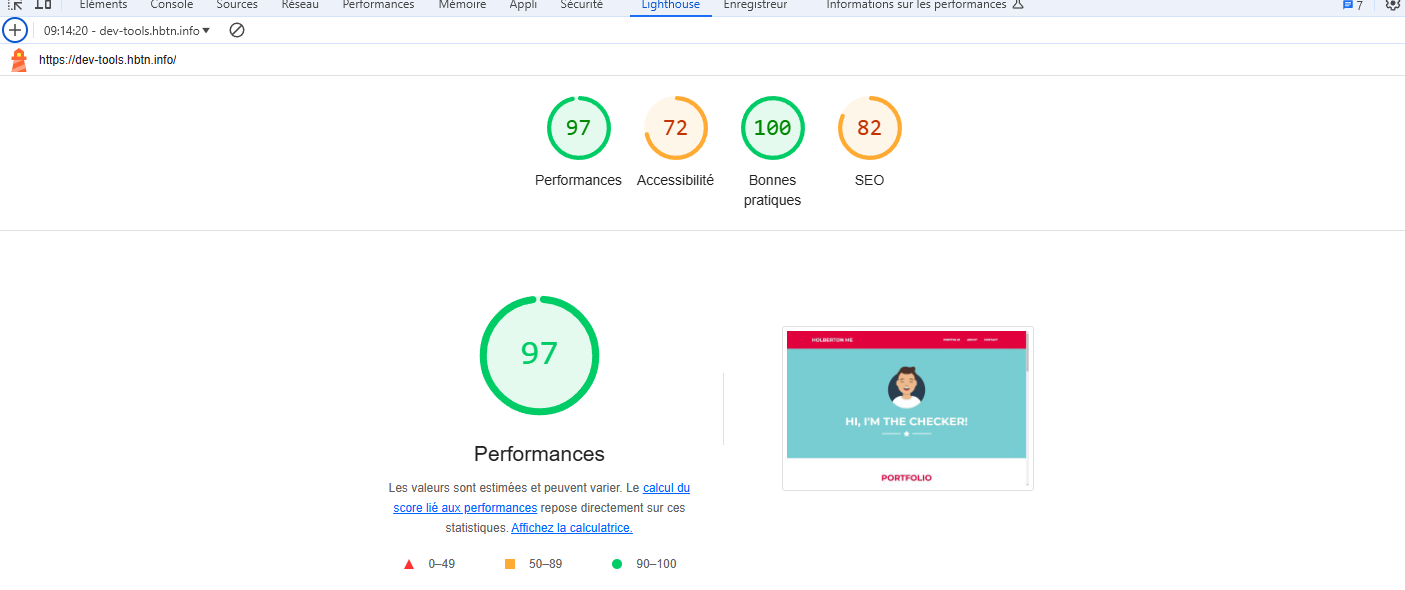 Éléments Console Sources Réseau Performances Mémoire Appli Sécurité Lighthouse Enregistreur Informations sur les performances 7
09:14:20 - dev-tools.hbtn.info
https://dev-tools.hbtn.info/
97 72 100 82
Performances Accessibilité Bonnes pratiques SEO
97
Performances
Les valeurs sont estimées et peuvent varier. Le calcul du
score lié aux performances repose directement sur ces
statistiques. Affichez la calculatrice.
0–49 50–89 90–100
HOLBERTON ME PORTFOLIO ABOUT CONTACT
HI, I'M THE CHECKER!
PORTFOLIO